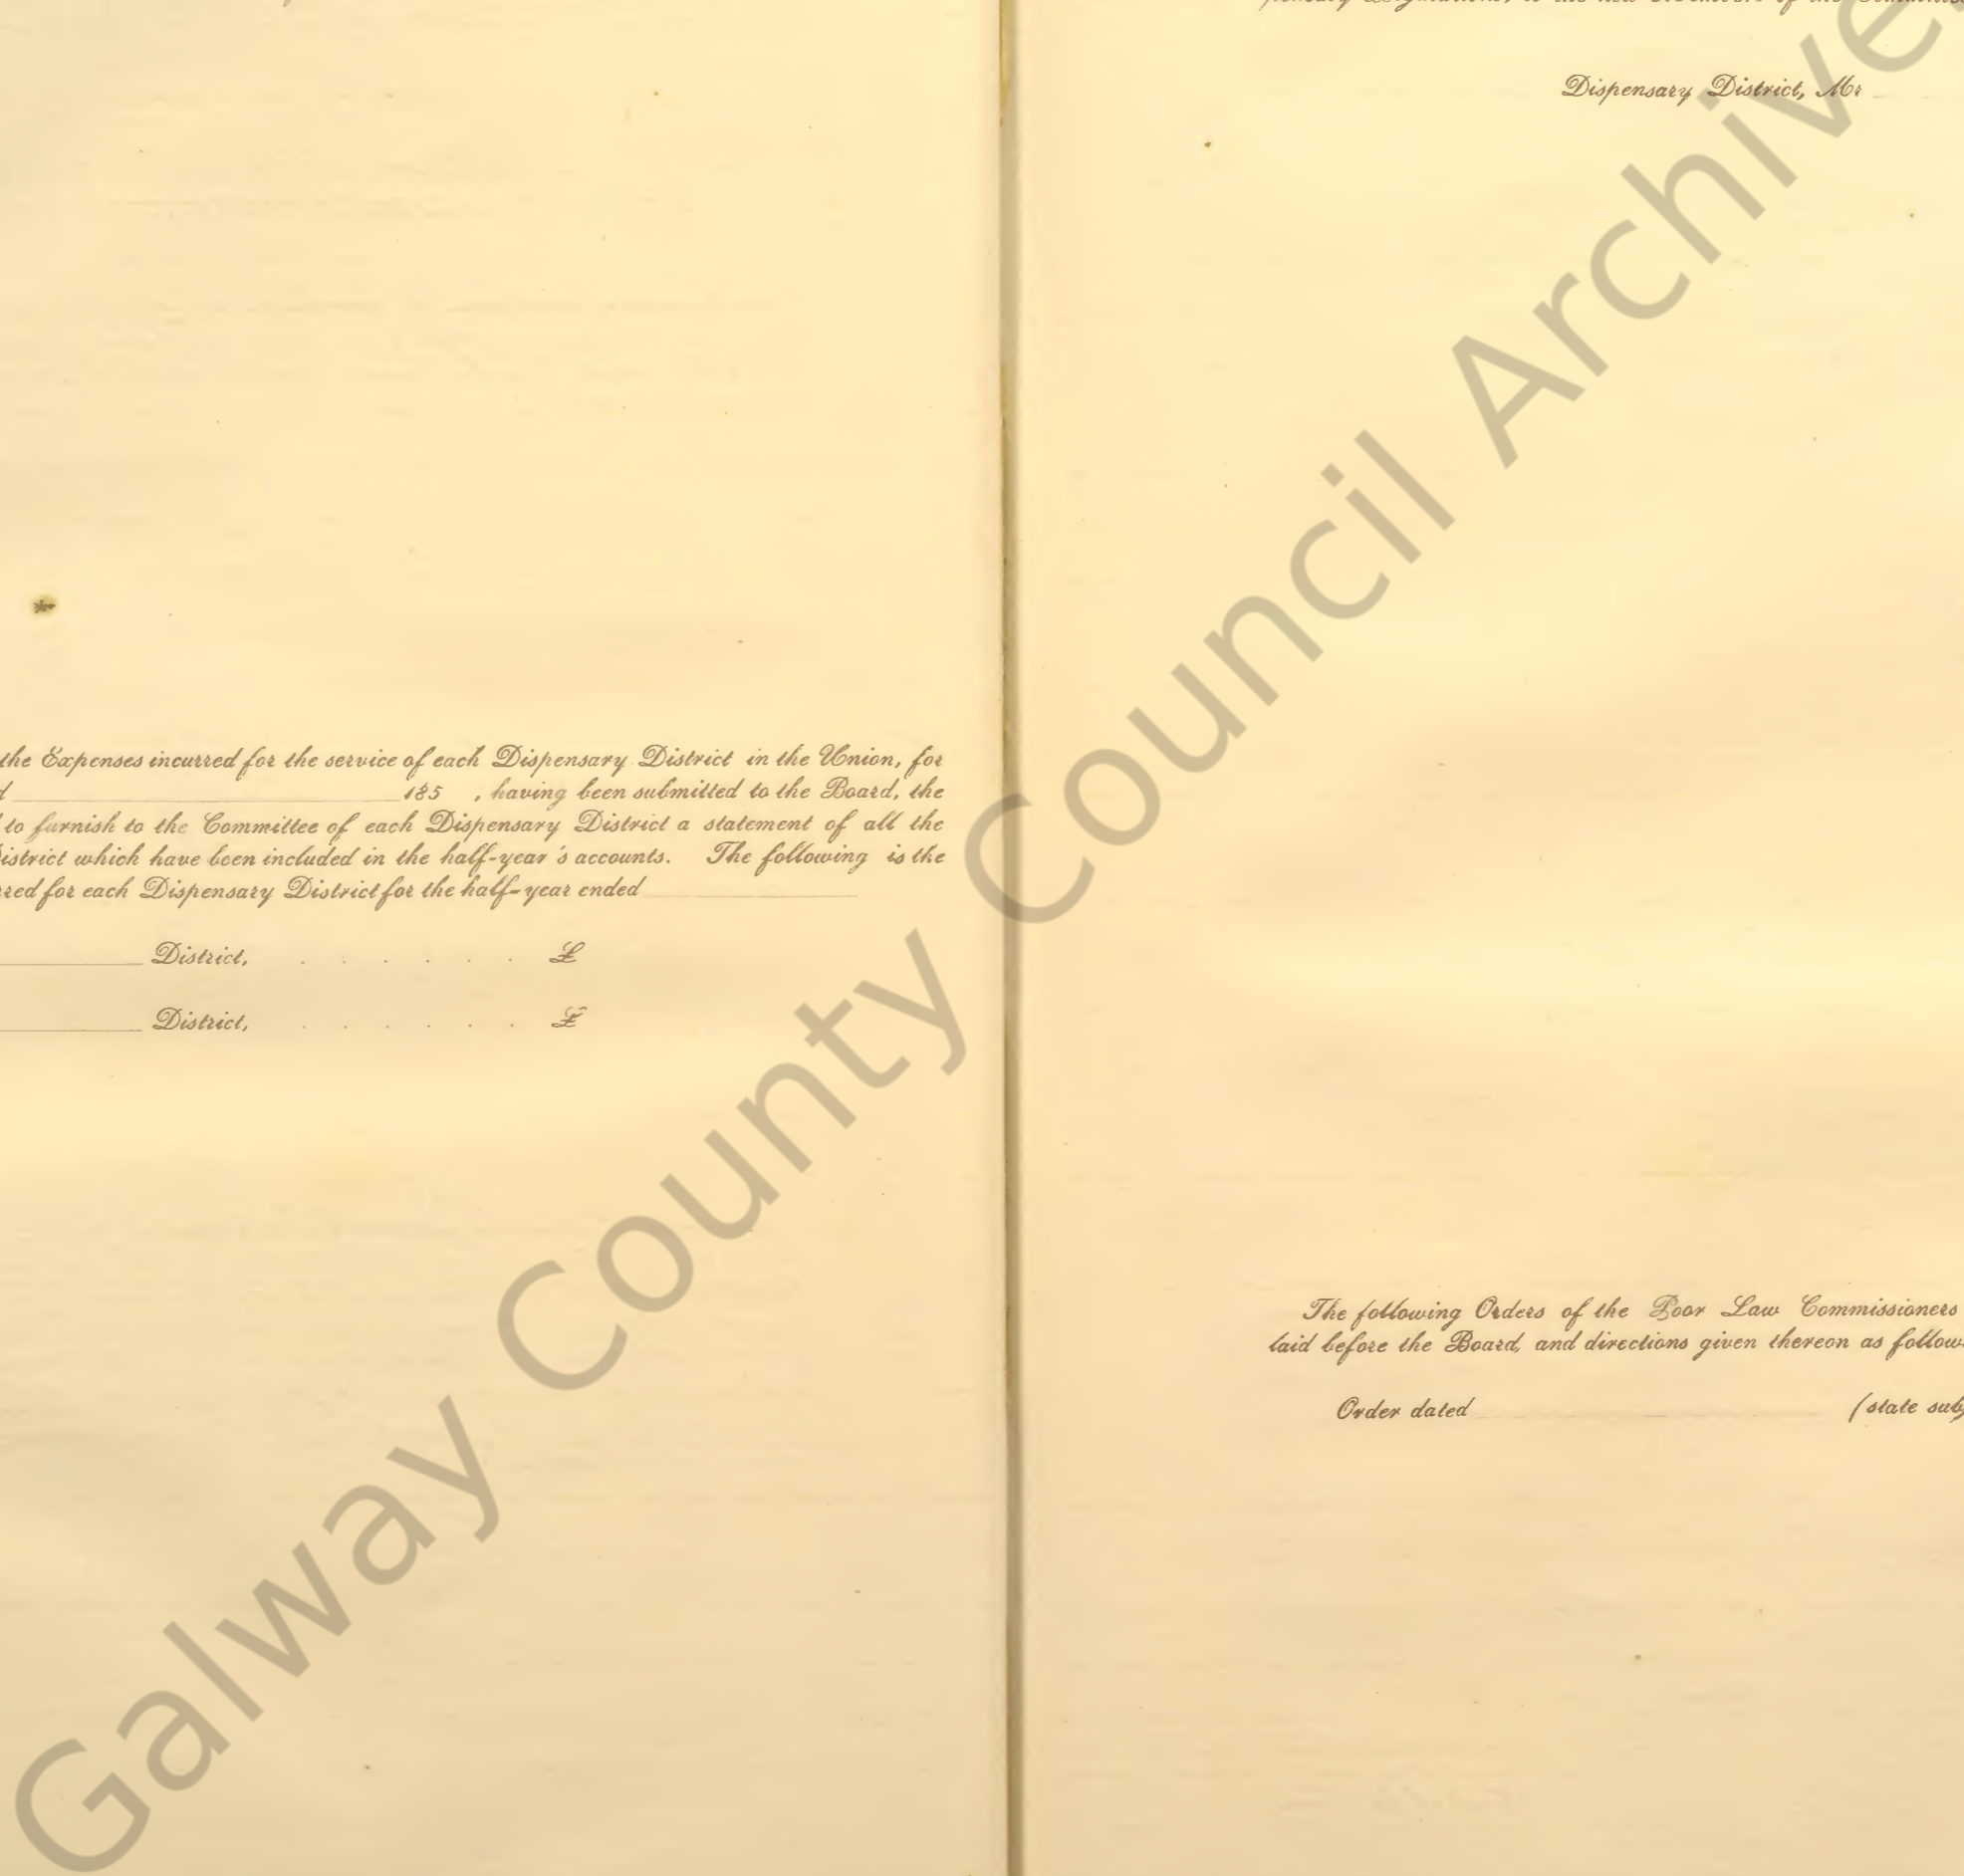 the Expenses incurred for the service of each Dispensary District in the Union, for
185 , having been submitted to the Board, the
to furnish to the Committee of each Dispensary District a statement of all the
District which have been included in the half-year's accounts. The following is the
for each Dispensary District for the half-year ended
District, . . . . . . £
District, . . . . . . £
Dispensary District, Mr
The following Orders of the Poor Law Commissioners
laid before the Board, and directions given thereon as follow
Order dated (state sub
Galway County Council Archive